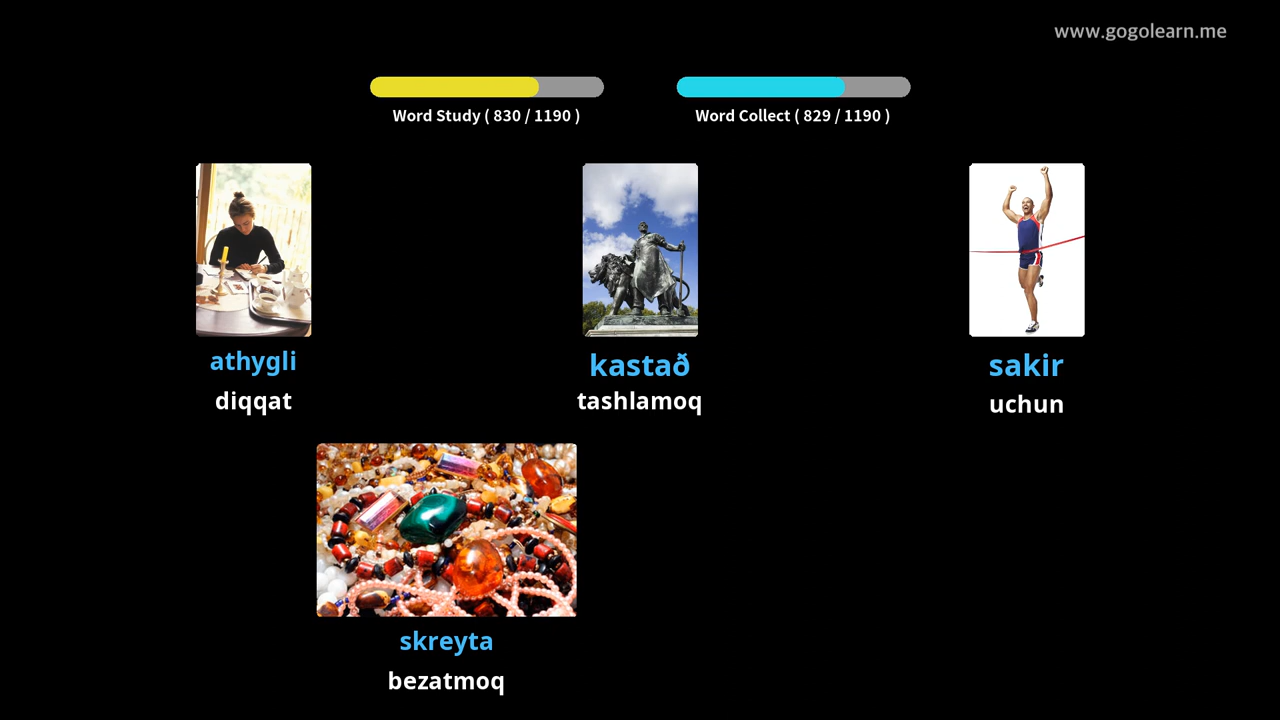 www.gogolearn.me
Word Study ( 830 / 1190 )
Word Collect ( 829 / 1190 )
athygli
diqqat
kastað
tashlamoq
sakir
uchun
skreyta
bezatmoq